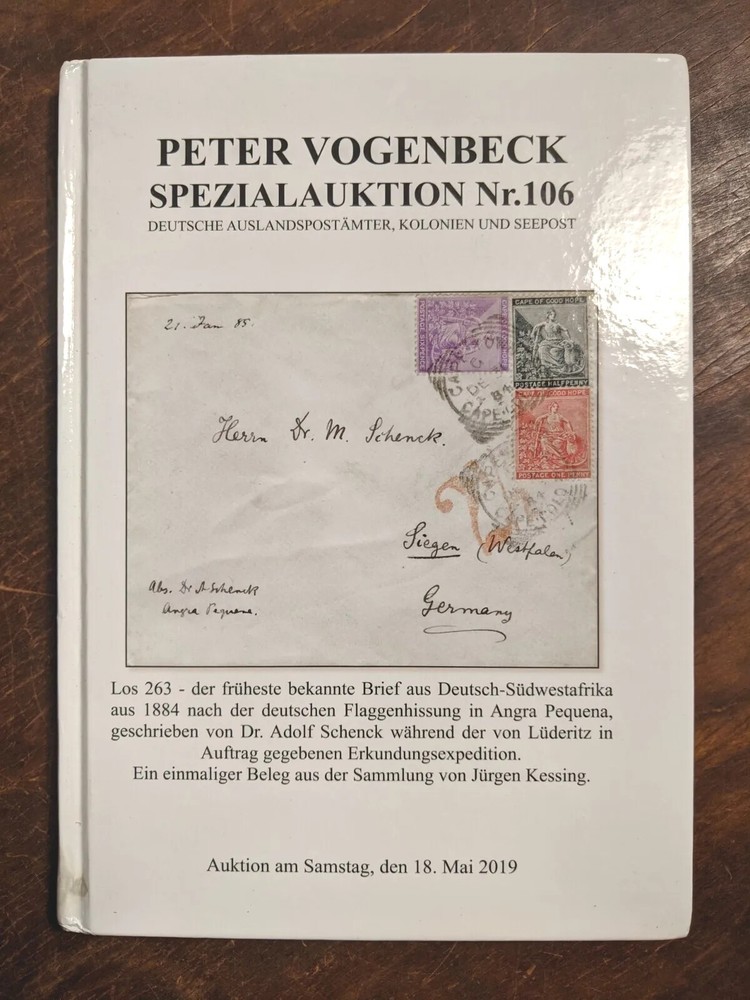 PETER VOGENBECK
SPEZIALAUKTION Nr.106
DEUTSCHE AUSLANDSPOSTÄMTER, KOLONIEN UND SEEPOST
21. Jan 85.
CAPE OF GOOD HOPE
POSTAGE HALFPENNY
CAPE OF GOOD HOPE
POSTAGE ONE PENNY
Herrn Dr. M. Schenck.
Siegen (Westfalen)
Abs. Dr A Schenck
Angra Pequena.
Germany
Los 263 - der früheste bekannte Brief aus Deutsch-Südwestafrika
aus 1884 nach der deutschen Flaggenhissung in Angra Pequena,
geschrieben von Dr. Adolf Schenck während der von Lüderitz in
Auftrag gegebenen Erkundungsexpedition.
Ein einmaliger Beleg aus der Sammlung von Jürgen Kessing.
Auktion am Samstag, den 18. Mai 2019